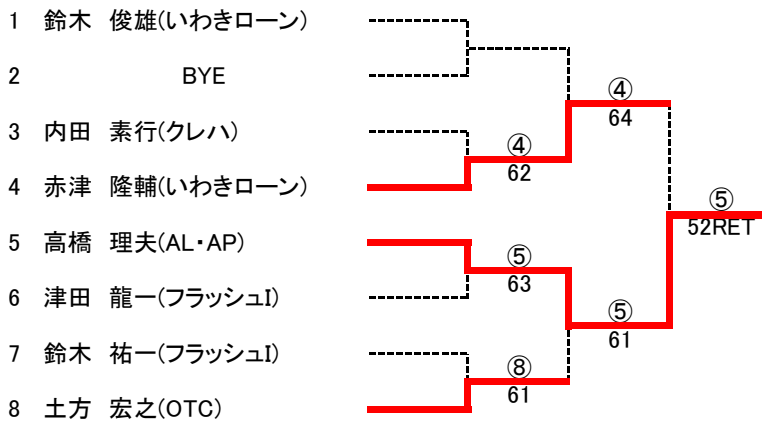 1 鈴木 俊雄(いわきローン)
2 BYE
3 内田 素行(クレハ)
4 赤津 隆輔(いわきローン)
5 高橋 理夫(AL・AP)
6 津田 龍一(フラッシュI)
7 鈴木 祐一(フラッシュI)
8 土方 宏之(OTC)
④
62
⑤
63
⑧
61
④
64
⑤
61
⑤
52RET